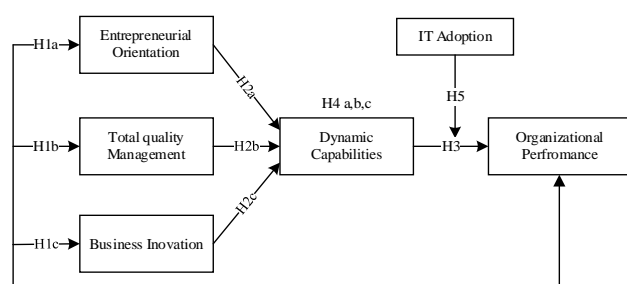 H1a
Entrepreneurial
Orientation
IT Adoption
H2a
H5
H4 a,b,c
H1b
Total quality
Management
H2b
Dynamic
Capabilities
H3
Organizational
Perfromance
H2c
H1c
Business Inovation